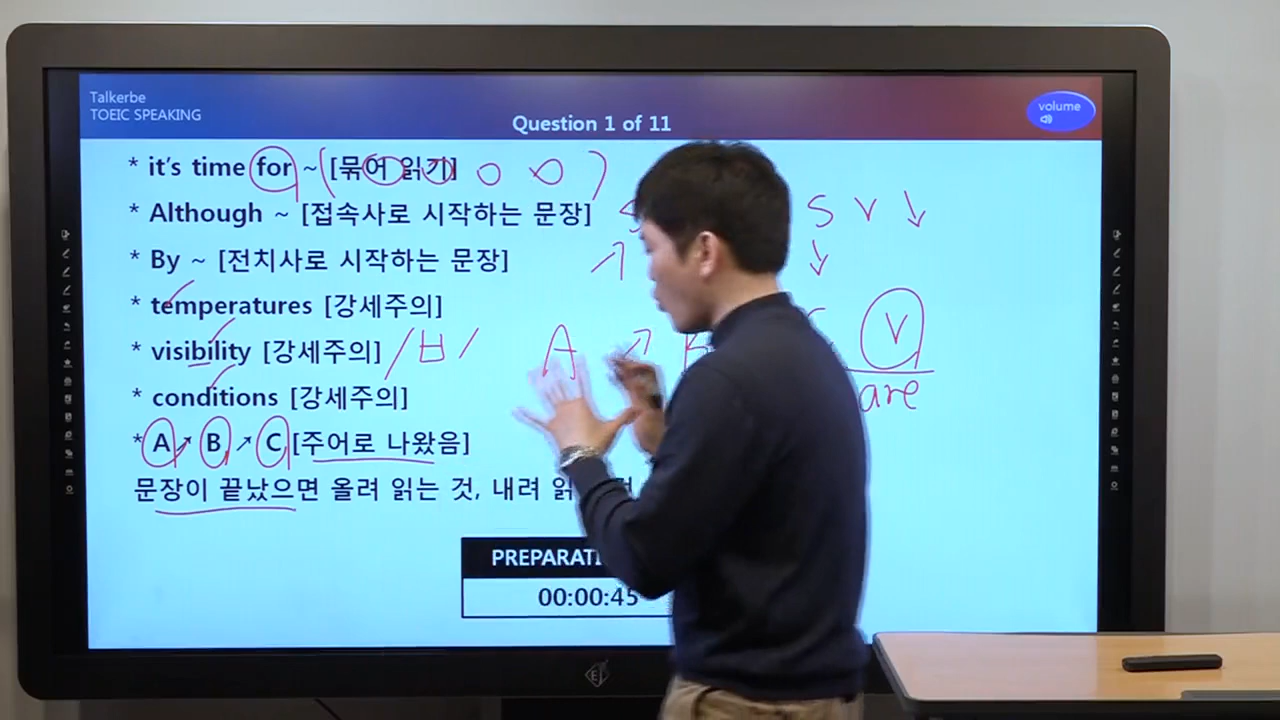 Talkerbe
TOEIC SPEAKING
volume
Question 1 of 11
* it's time for ~ [묶어 읽기]
* Although ~ [접속사로 시작하는 문장]
S V
* By ~ [전치사로 시작하는 문장]
* temperatures [강세주의]
* visibility [강세주의] /ㅂ/
A
V
* conditions [강세주의]
are
* A↗ B ↗ C [주어로 나왔음]
문장이 끝났으면 올려 읽는 것, 내려
PREPARATI
00:00:45